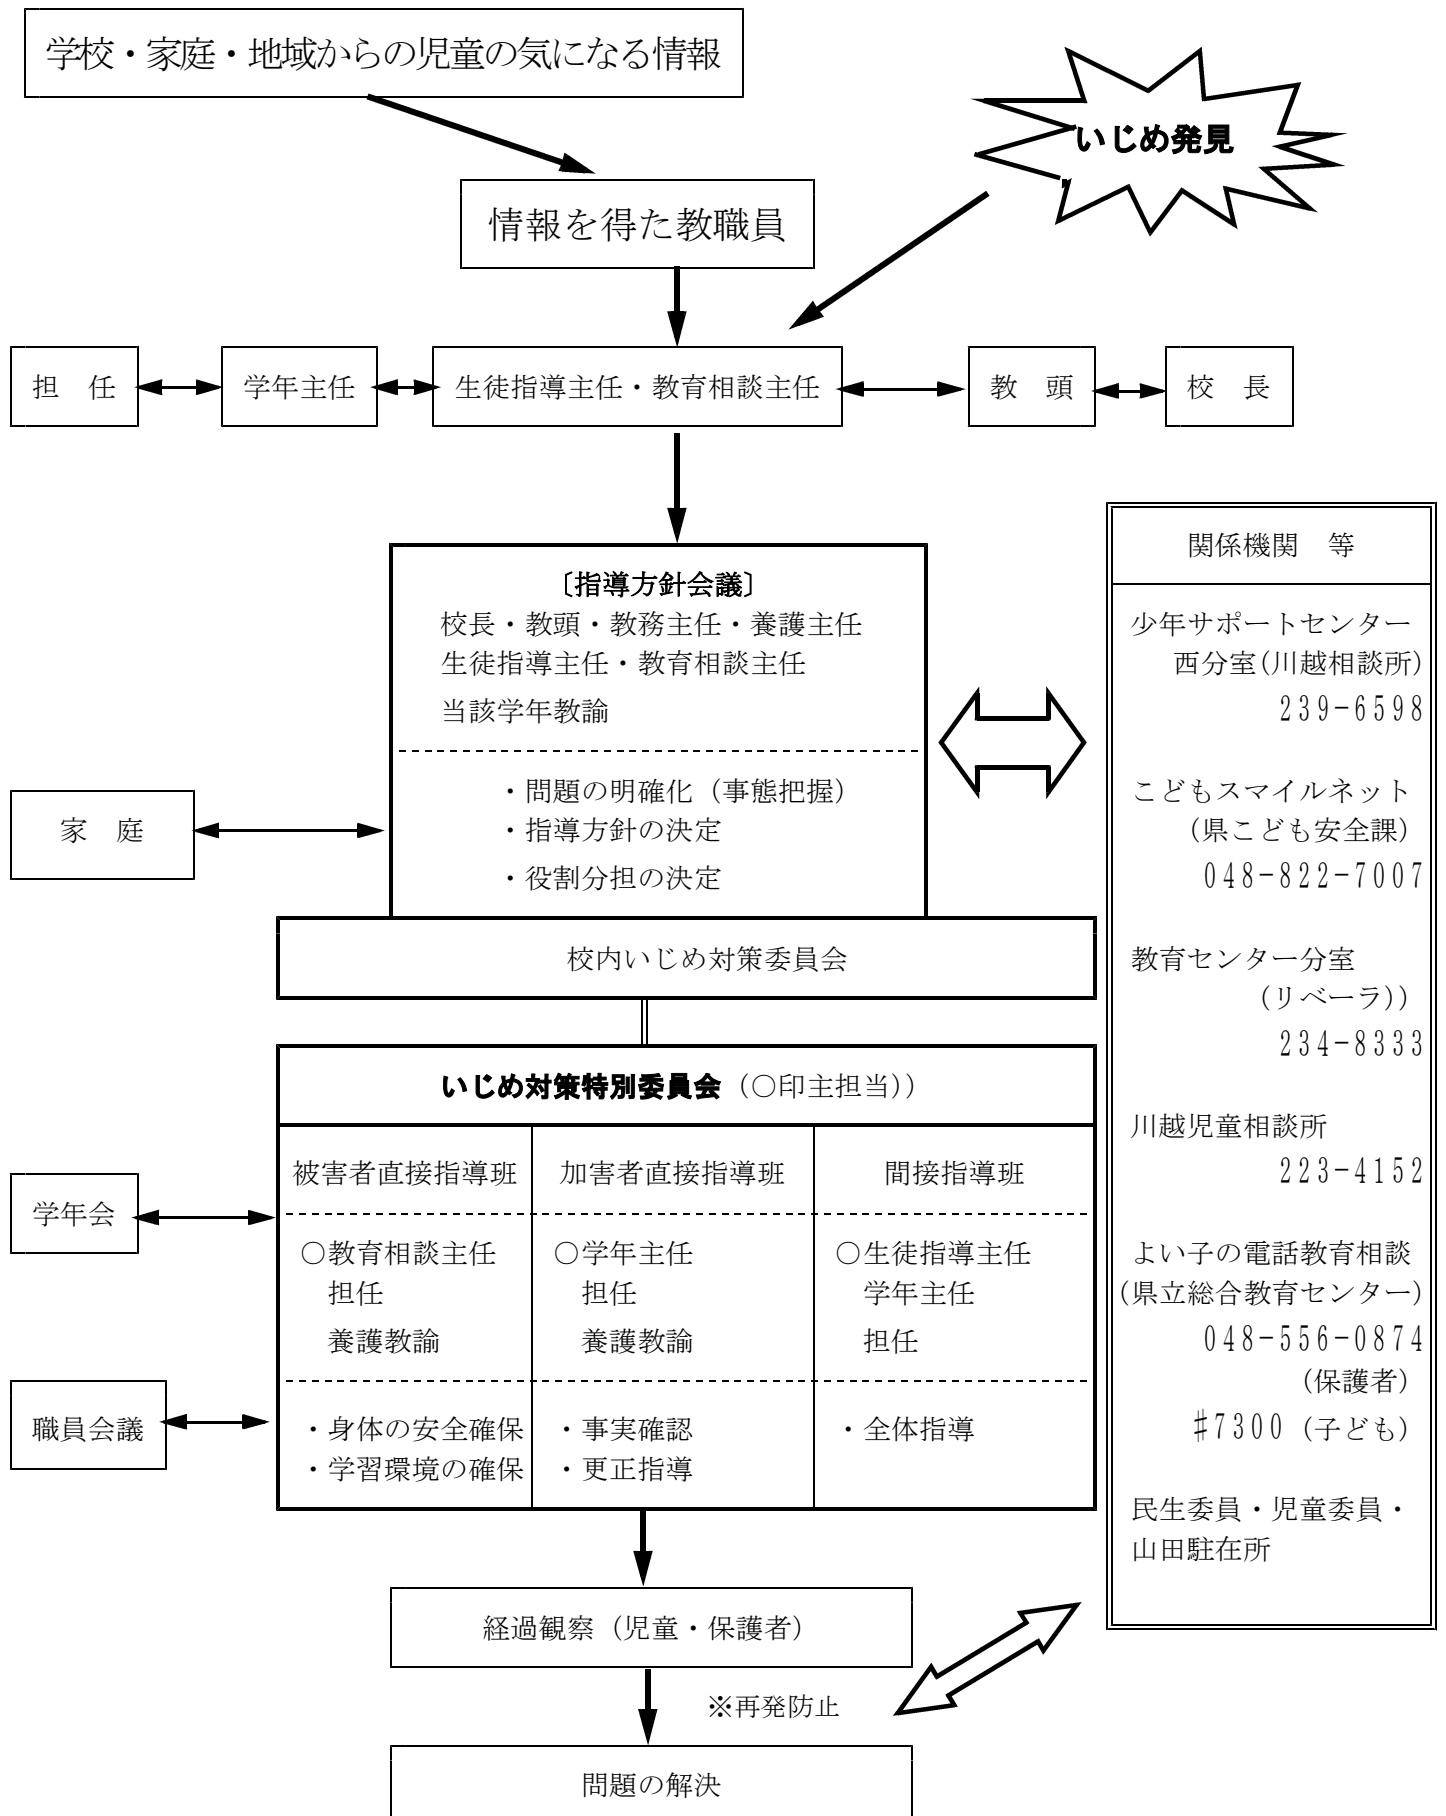 学校・家庭・地域からの児童の気になる情報
いじめ発見
情報を得た教職員
担　任
学年主任
生徒指導主任・教育相談主任
教　頭
校　長
〔指導方針会議〕
校長・教頭・教務主任・養護主任
生徒指導主任・教育相談主任
当該学年教諭
・問題の明確化（事態把握）
・指導方針の決定
・役割分担の決定
家　庭
校内いじめ対策委員会
いじめ対策特別委員会（○印主担当））
被害者直接指導班
○教育相談主任
担任
養護教諭
・身体の安全確保
・学習環境の確保
加害者直接指導班
○学年主任
担任
養護教諭
・事実確認
・更正指導
間接指導班
○生徒指導主任
学年主任
担任
・全体指導
学年会
職員会議
経過観察（児童・保護者）
※再発防止
問題の解決
関係機関　等
少年サポートセンター
西分室(川越相談所)
239-6598
こどもスマイルネット
（県こども安全課）
048-822-7007
教育センター分室
（リベーラ））
234-8333
川越児童相談所
223-4152
よい子の電話教育相談
（県立総合教育センター）
048-556-0874
（保護者）
♯7300（子ども）
民生委員・児童委員・
山田駐在所